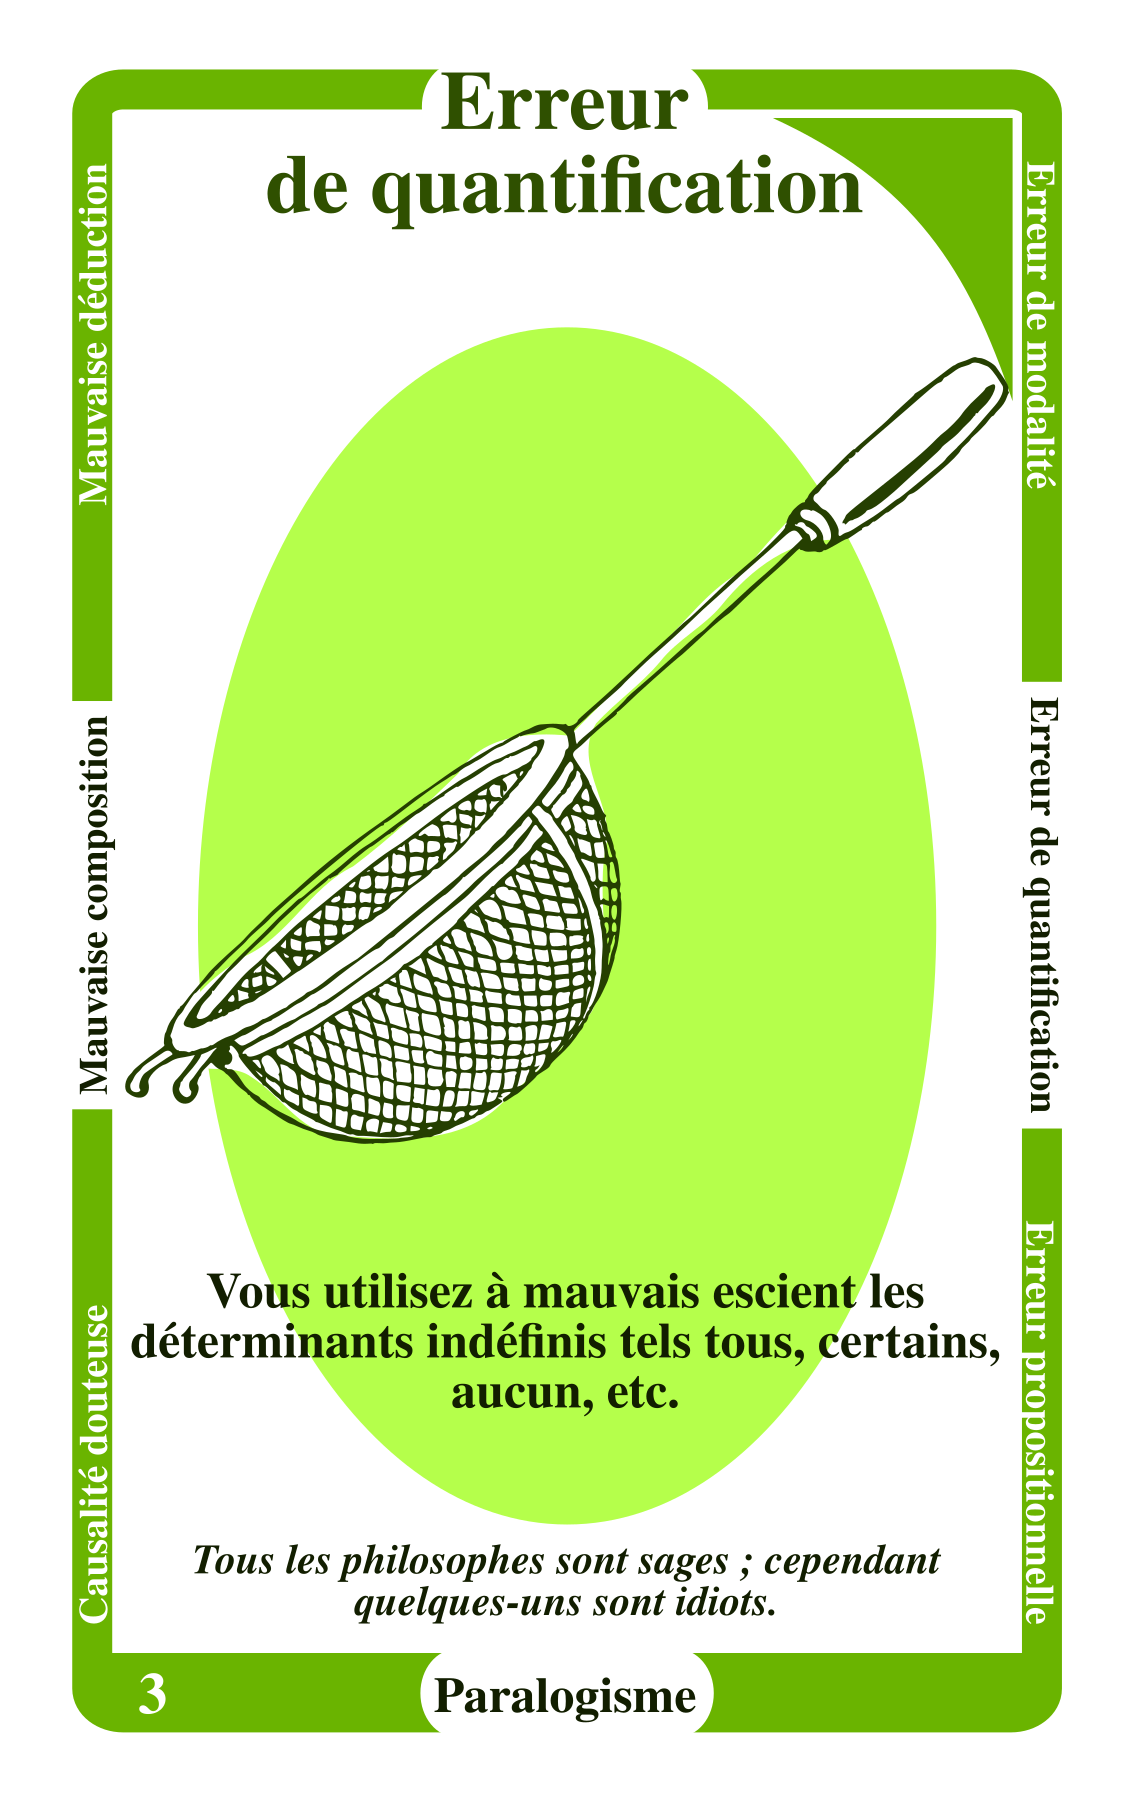 Erreur
de quantification
Mauvaise déduction
Mauvaise composition
Causalité douteuse
Erreur de modalité
Erreur de quantification
Erreur propositionnelle
Vous utilisez à mauvais escient les
déterminants indéfinis tels tous, certains,
aucun, etc.
Tous les philosophes sont sages ; cependant
quelques-uns sont idiots.
3
Paralogisme